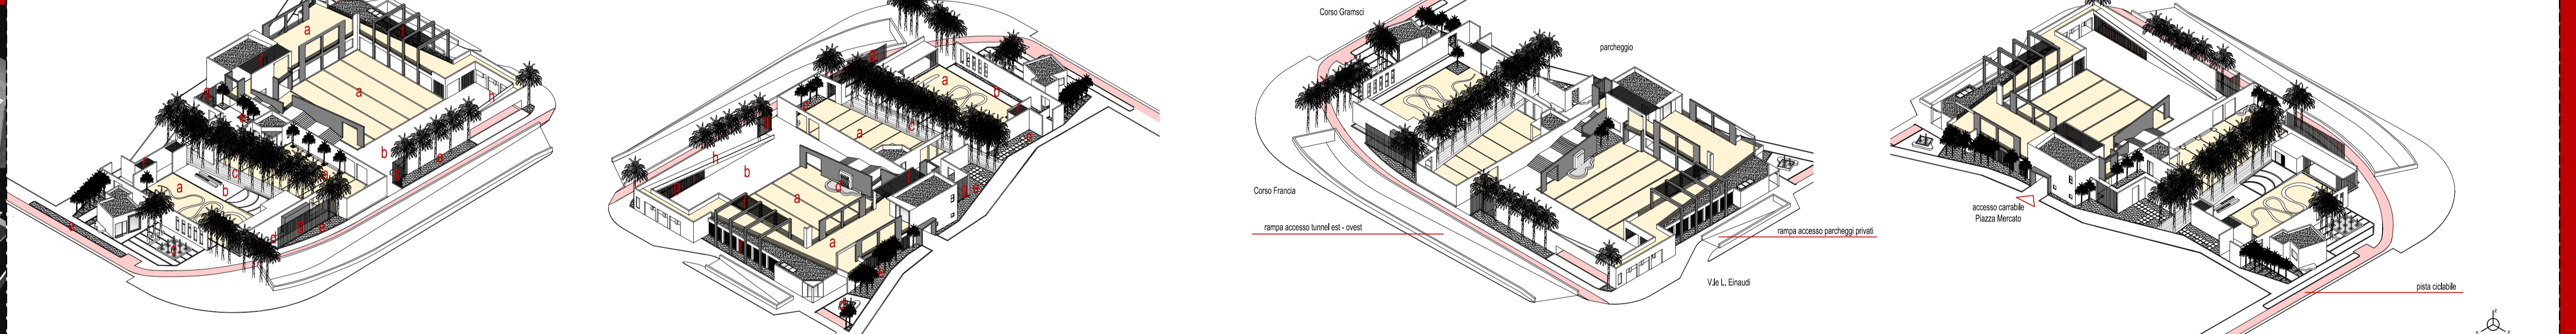 a
f
f
a
g
h
e
b
e
g
f
c
a
a
b
g
e
d
e
c
g
a
b
f
e
c
a
e
g
h
b
g
d
f
g
e
a
f
a
e
d
Corso Gramsci
parcheggio
Corso Francia
rampa accesso tunnel est - ovest
rampa accesso parcheggi privati
V.le L. Einaudi
accesso carrabile
Piazza Mercato
pista ciclabile
z
x
Y